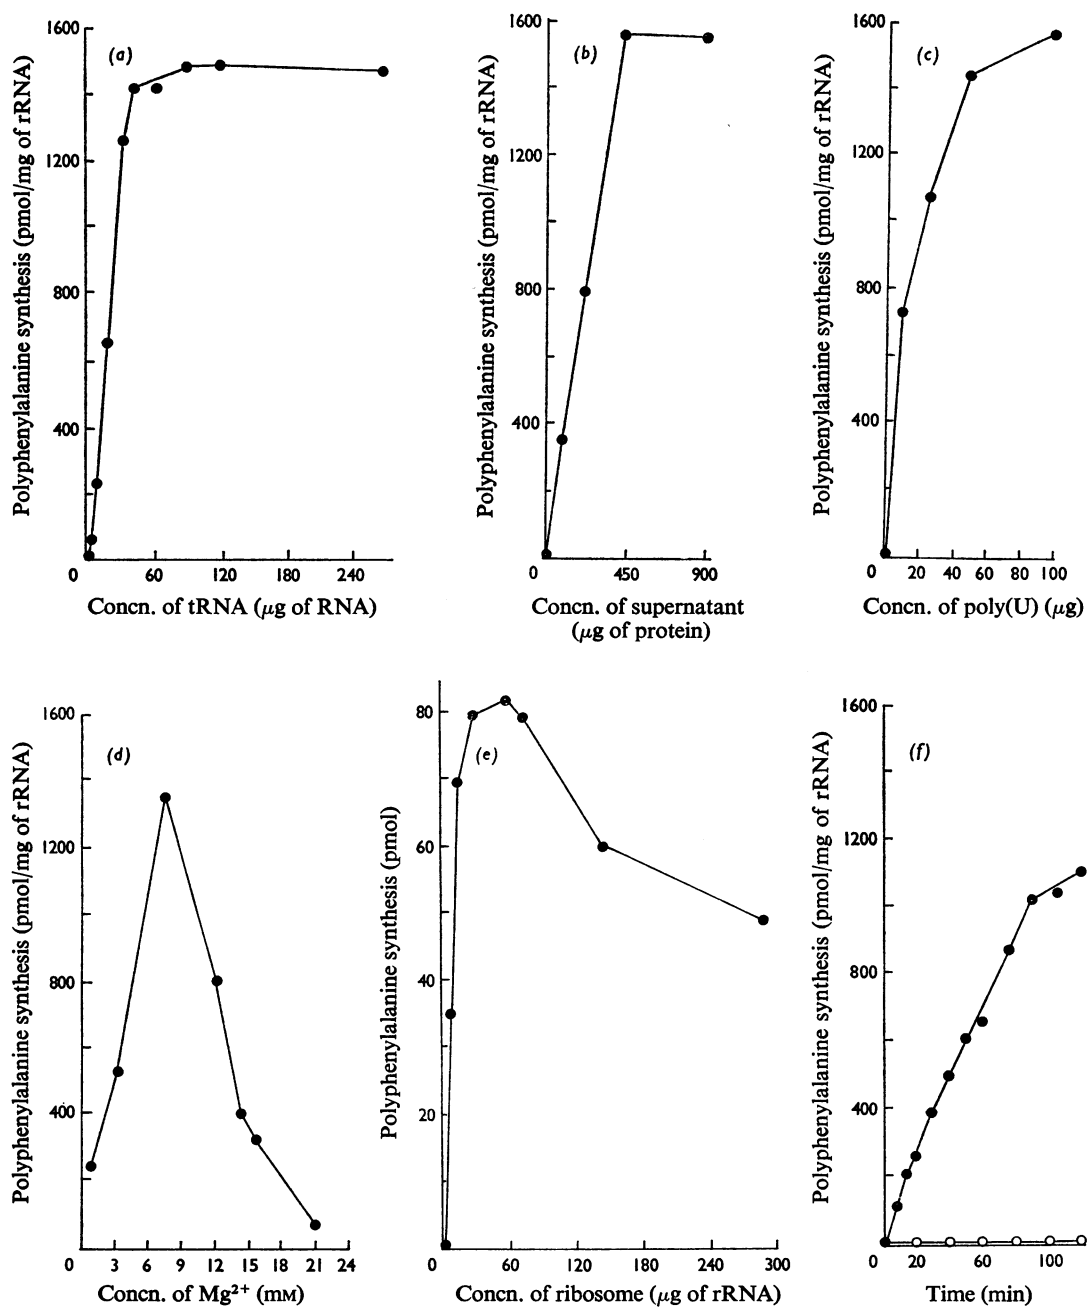 (a)
Polyphenylalanine synthesis (pmol/mg of rRNA)
1600
1200
800
400
0 60 120 180 240
Concn. of tRNA (μg of RNA)
(b)
Polyphenylalanine synthesis (pmol/mg of rRNA)
1600
1200
800
400
0 450 900
Concn. of supernatant
(μg of protein)
(c)
Polyphenylalanine synthesis (pmol/mg of rRNA)
1600
1200
800
400
0 20 40 60 80 100
Concn. of poly(U) (μg)
(d)
Polyphenylalanine synthesis (pmol/mg of rRNA)
1600
1200
800
400
0 3 6 9 12 15 18 21 24
Concn. of Mg²⁺ (mM)
(e)
Polyphenylalanine synthesis (pmol)
80
60
40
20
0 60 120 180 240 300
Concn. of ribosome (μg of rRNA)
(f)
Polyphenylalanine synthesis (pmol/mg of rRNA)
1600
1200
800
400
0 20 40 60 80 100
Time (min)